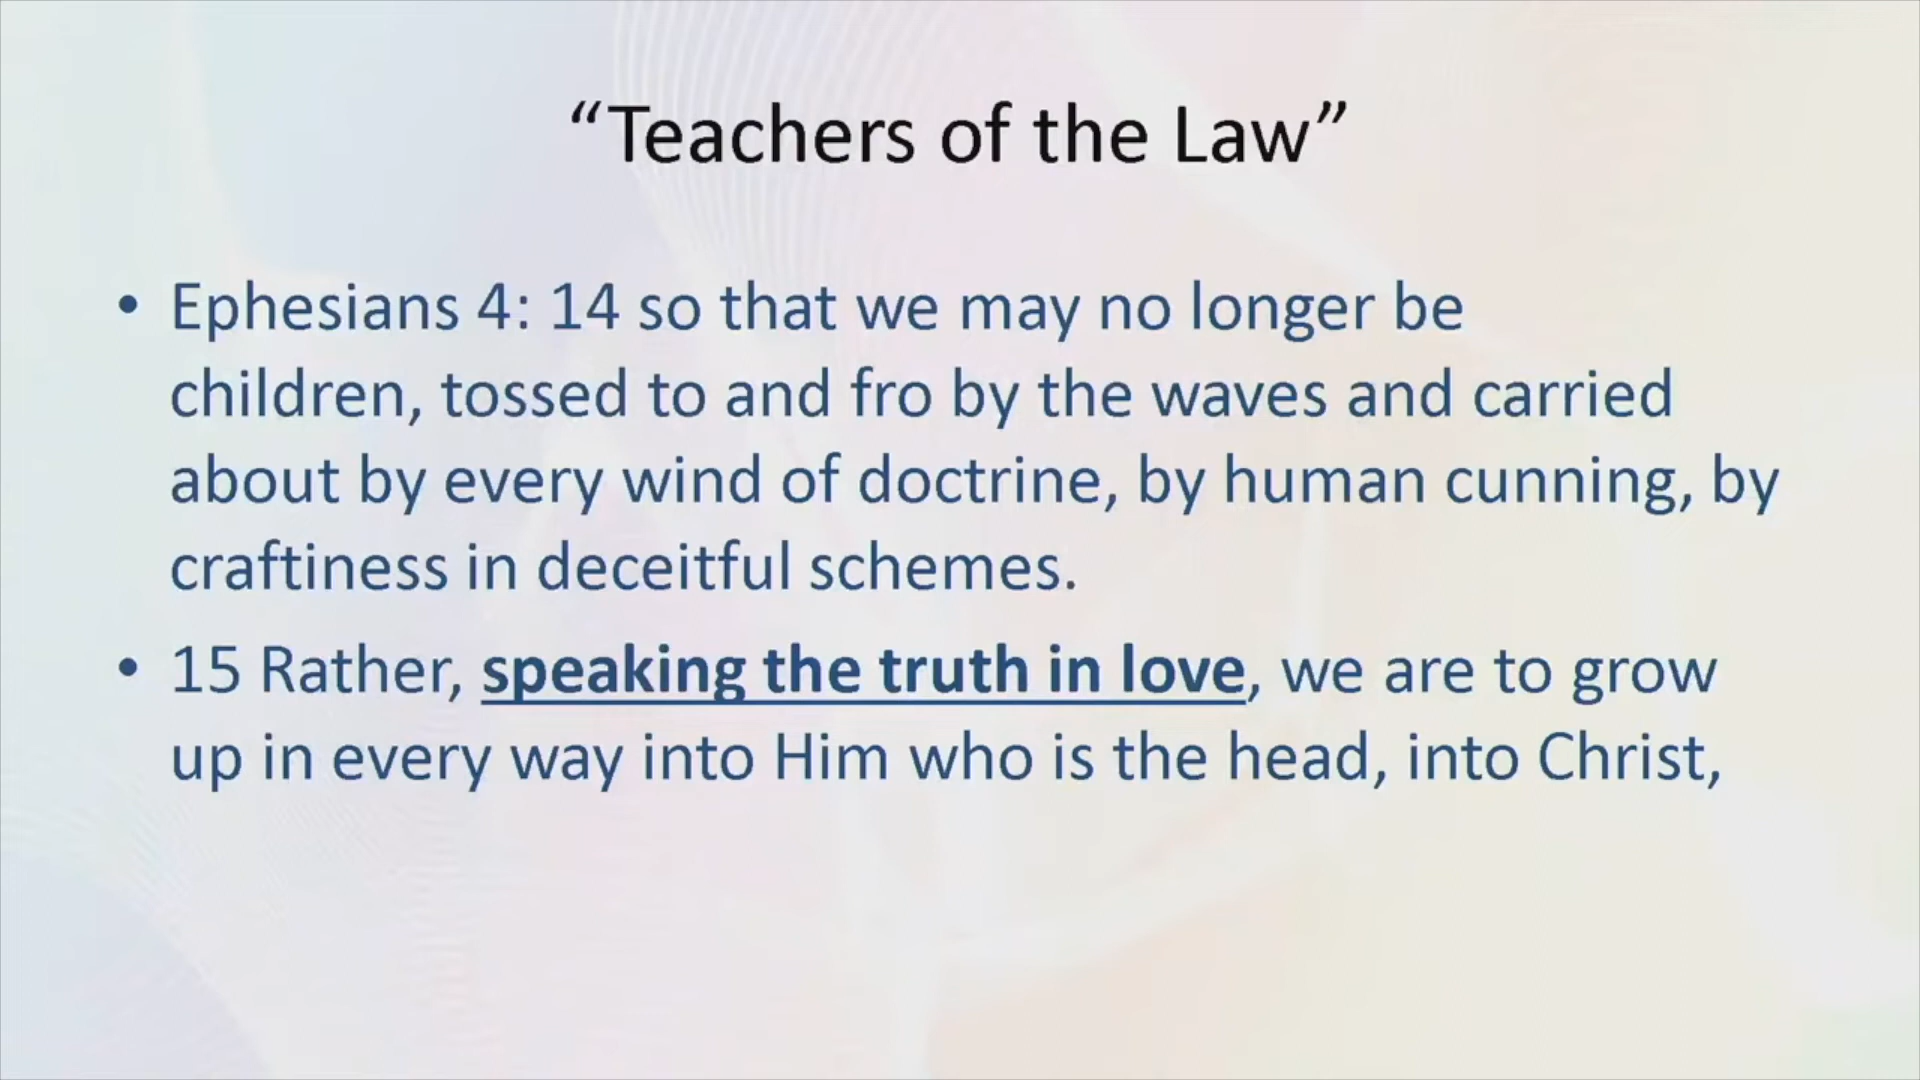 “Teachers of the Law”
• Ephesians 4: 14 so that we may no longer be
children, tossed to and fro by the waves and carried
about by every wind of doctrine, by human cunning, by
craftiness in deceitful schemes.
• 15 Rather, speaking the truth in love, we are to grow
up in every way into Him who is the head, into Christ,